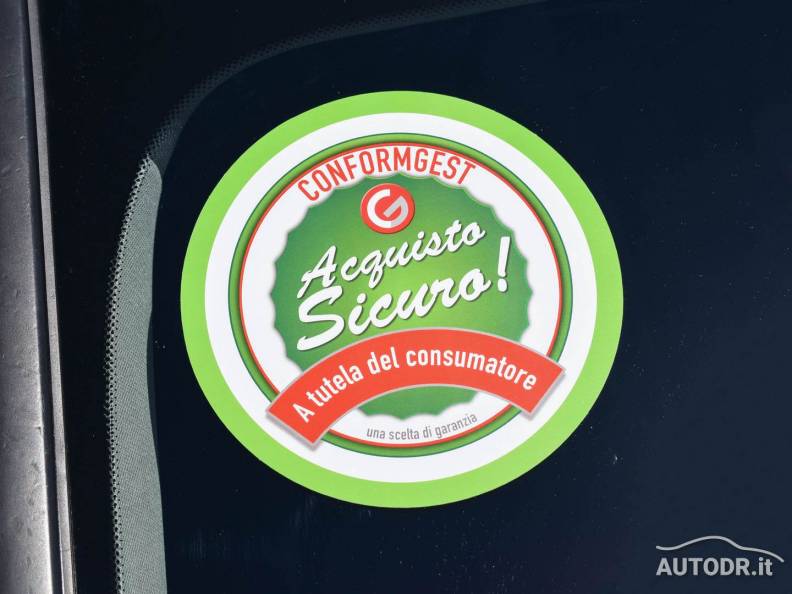 CONFORMGEST
G
Acquisto
Sicuro!
A tutela del consumatore
una scelta di garanzia
AUTODR.it